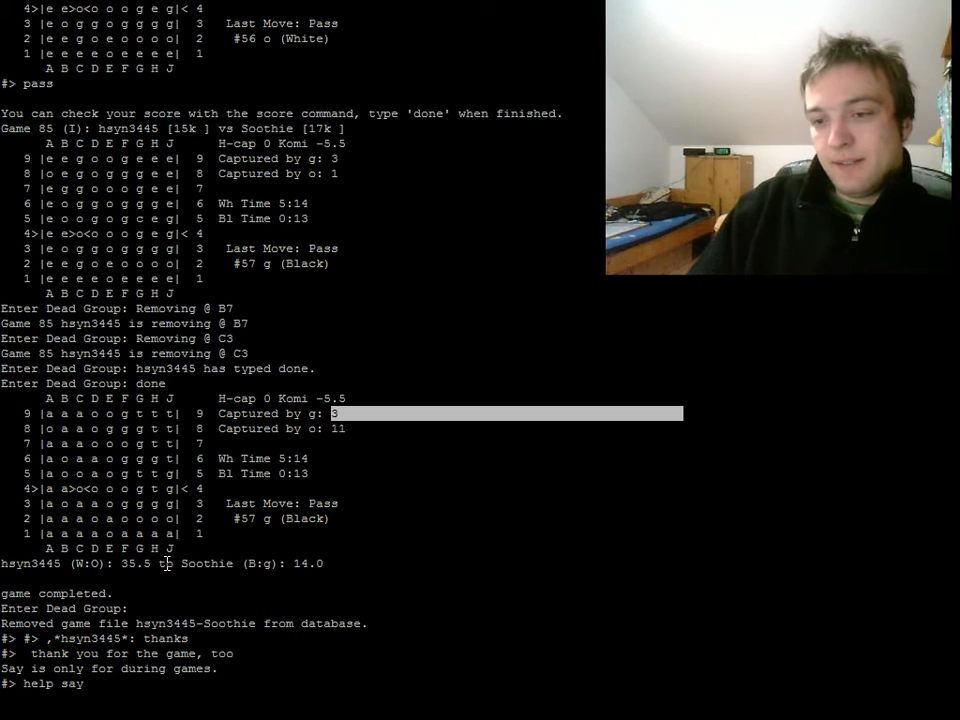 4>|e e>o<o o o g e g|< 4
3 |e o g g o g g g g| 3 Last Move: Pass
2 |e e g o e o o o o| 2 #56 o (White)
1 |e e e e o e e e e| 1
A B C D E F G H J
#> pass
You can check your score with the score command, type 'done' when finished.
Game 85 (I): hsyn3445 [15k ] vs Soothie [17k ]
A B C D E F G H J H-cap 0 Komi -5.5
9 |e e g o o g e e e| 9 Captured by g: 3
8 |o e g o g g g e e| 8 Captured by o: 1
7 |e g g o o o g e e| 7
6 |e o g g o o g g e| 6 Wh Time 5:14
5 |e o o g o g c e g| 5 Bl Time 0:13
4>|e e>o<o o o g e g|< 4
3 |e o g g o g g g g| 3 Last Move: Pass
2 |e e g o e o o o o| 2 #57 g (Black)
1 |e e e e o e e e e| 1
A B C D E F G H J
Enter Dead Group: Removing @ B7
Game 85 hsyn3445 is removing @ B7
Enter Dead Group: Removing @ C3
Game 85 hsyn3445 is removing @ C3
Enter Dead Group: hsyn3445 has typed done.
Enter Dead Group: done
A B C D E F G H J H-cap 0 Komi -5.5
9 |a a a o o g t t t| 9 Captured by g: 3
8 |o a a o g g g t t| 8 Captured by o: 11
7 |a a a o o o g t t| 7
6 |a o a a o g g g t| 6 Wh Time 5:14
5 |a o o a o g t t g| 5 Bl Time 0:13
4>|a a>o<o o o g t g|< 4
3 |a o a a o g g g g| 3 Last Move: Pass
2 |a a a o a o o o o| 2 #57 g (Black)
1 |a a a a o a a a a| 1
A B C D E F G H J
hsyn3445 (W:O): 35.5 to Soothie (B:g): 14.0
game completed.
Enter Dead Group:
Removed game file hsyn3445-Soothie from database.
#> #> ,*hsyn3445*: thanks
#> thank you for the game, too
Say is only for during games.
#> help say